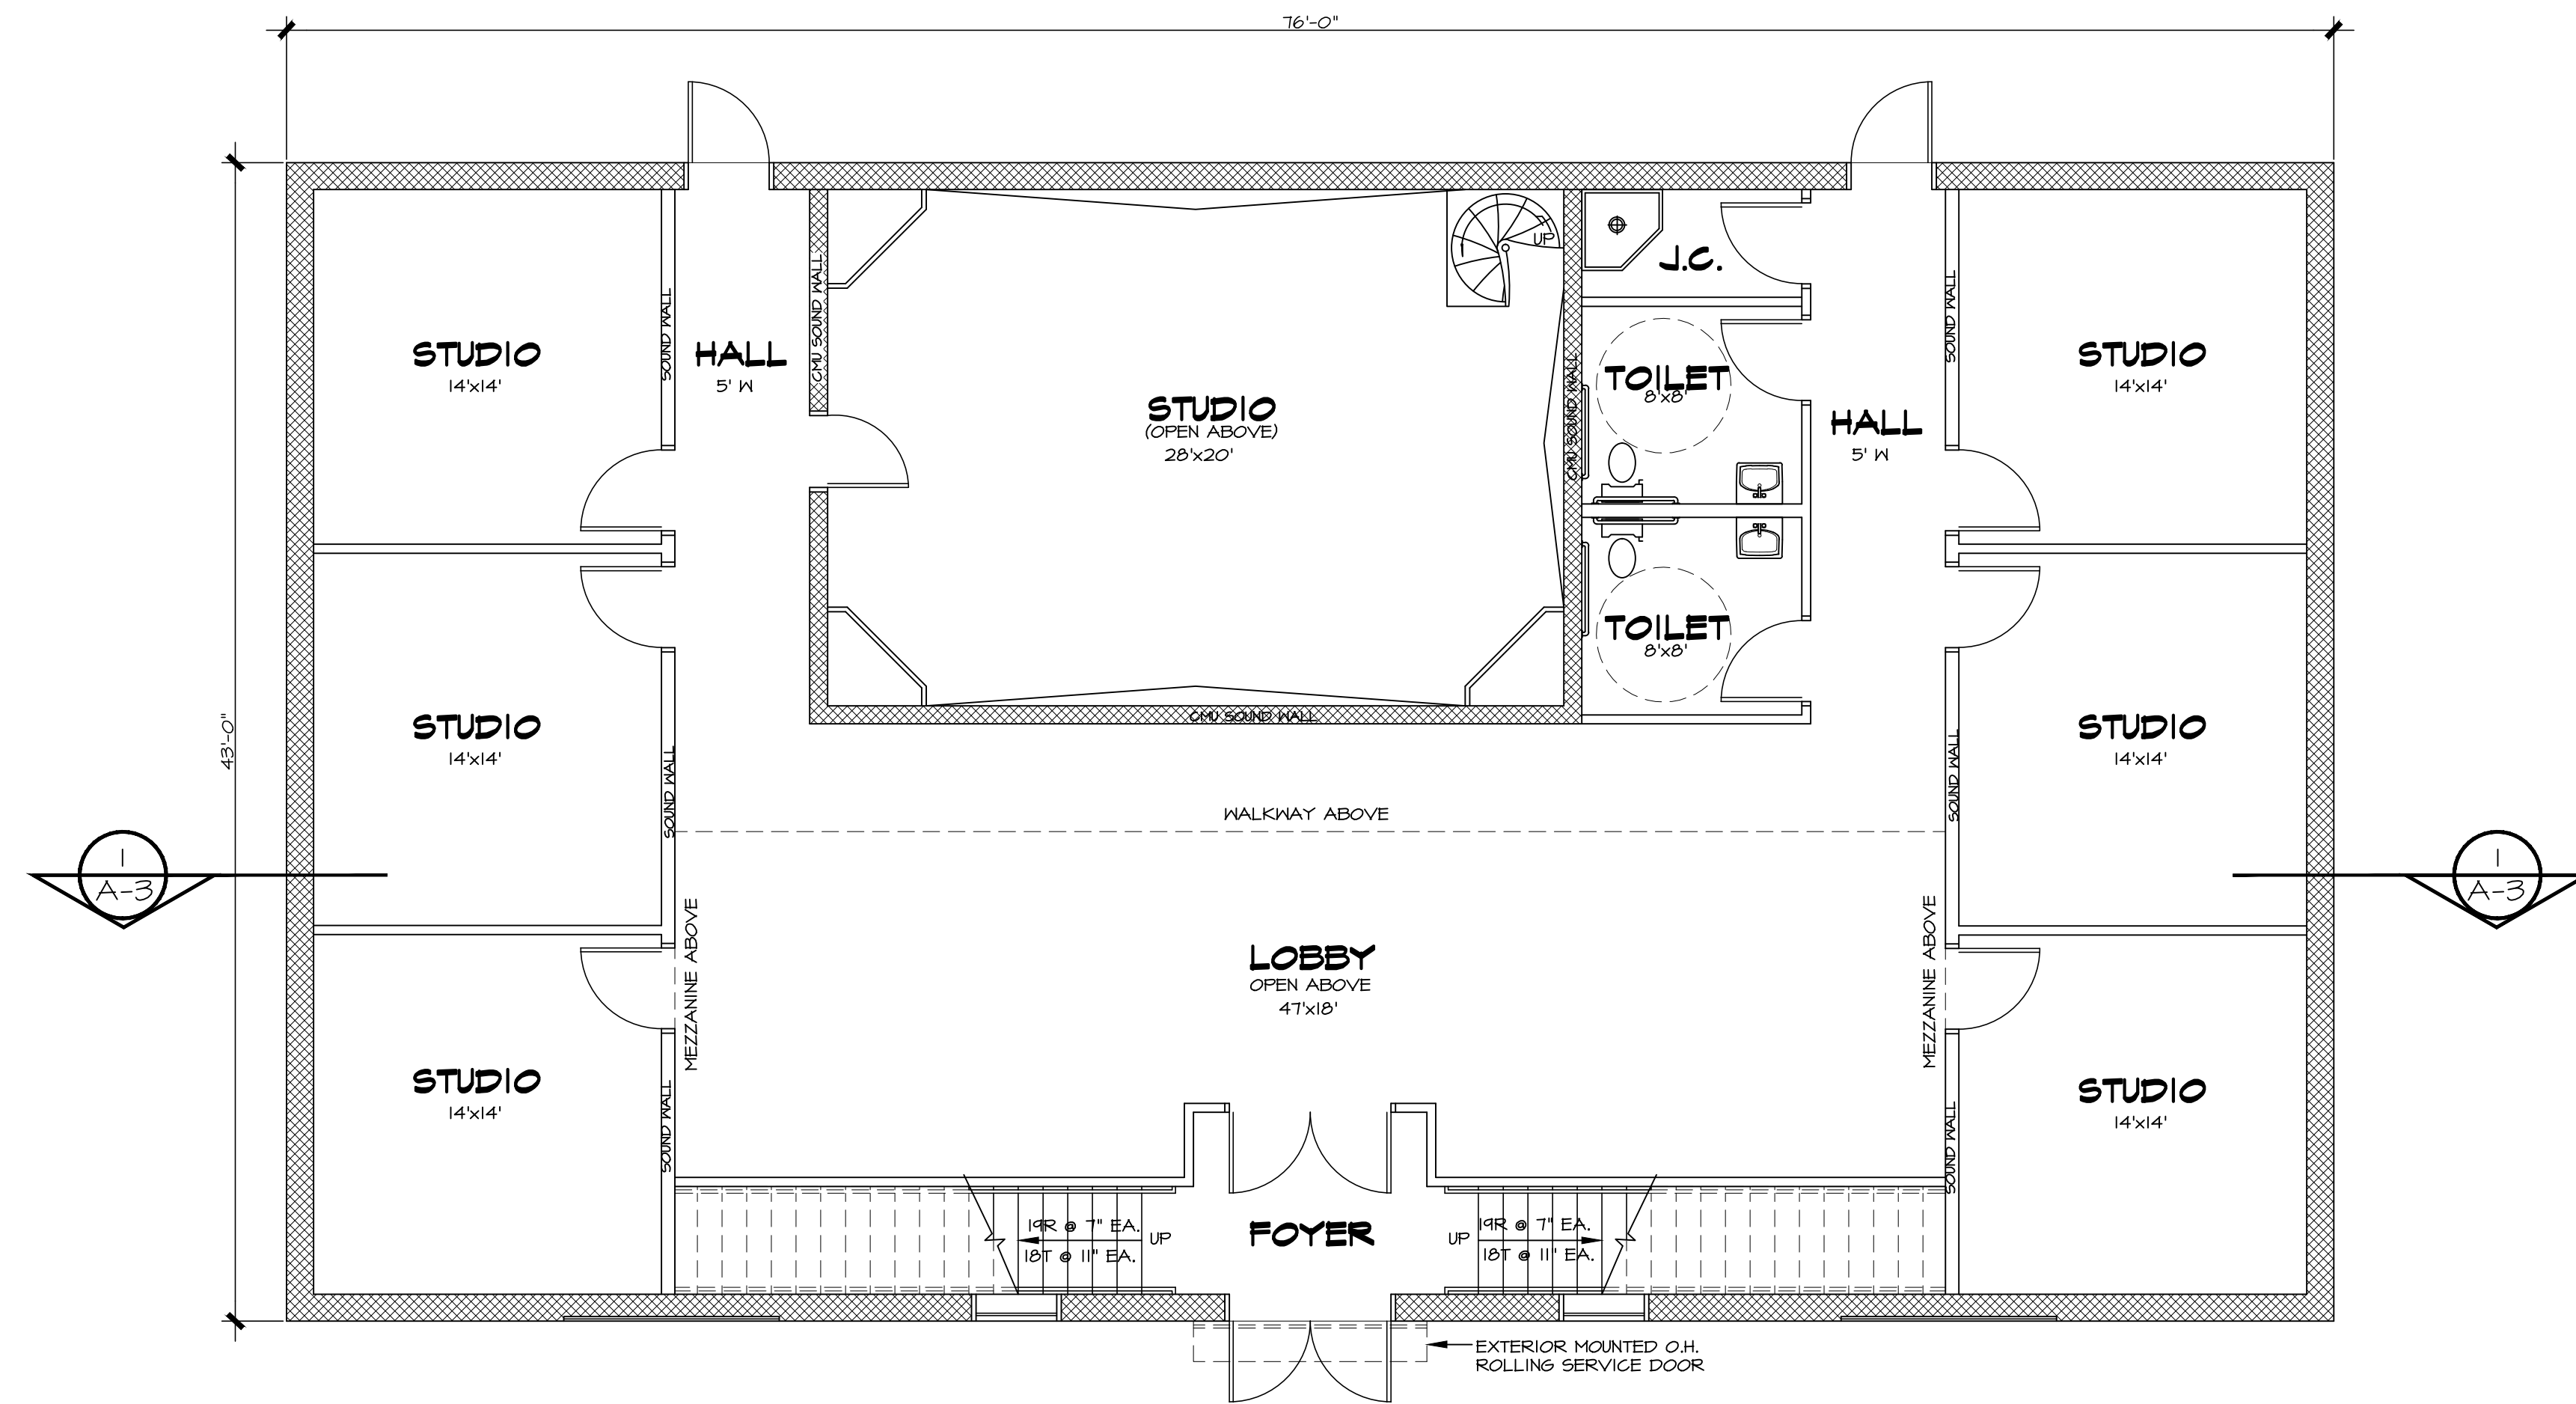 76'-0"
43'-0"
STUDIO
14'x14'
SOUND WALL
HALL
5' W
CMU SOUND WALL
STUDIO
(OPEN ABOVE)
28'x20'
UP
CMU SOUND WALL
J.C.
TOILET
8'x8'
HALL
5' W
SOUND WALL
STUDIO
14'x14'
STUDIO
14'x14'
SOUND WALL
CMU SOUND WALL
TOILET
8'x8'
SOUND WALL
STUDIO
14'x14'
WALKWAY ABOVE
1
A-3
1
A-3
MEZZANINE ABOVE
LOBBY
OPEN ABOVE
47'x18'
MEZZANINE ABOVE
STUDIO
14'x14'
SOUND WALL
SOUND WALL
STUDIO
14'x14'
19R @ 7" EA.
18T @ 11" EA.
UP
FOYER
UP
19R @ 7" EA.
18T @ 11" EA.
EXTERIOR MOUNTED O.H.
ROLLING SERVICE DOOR